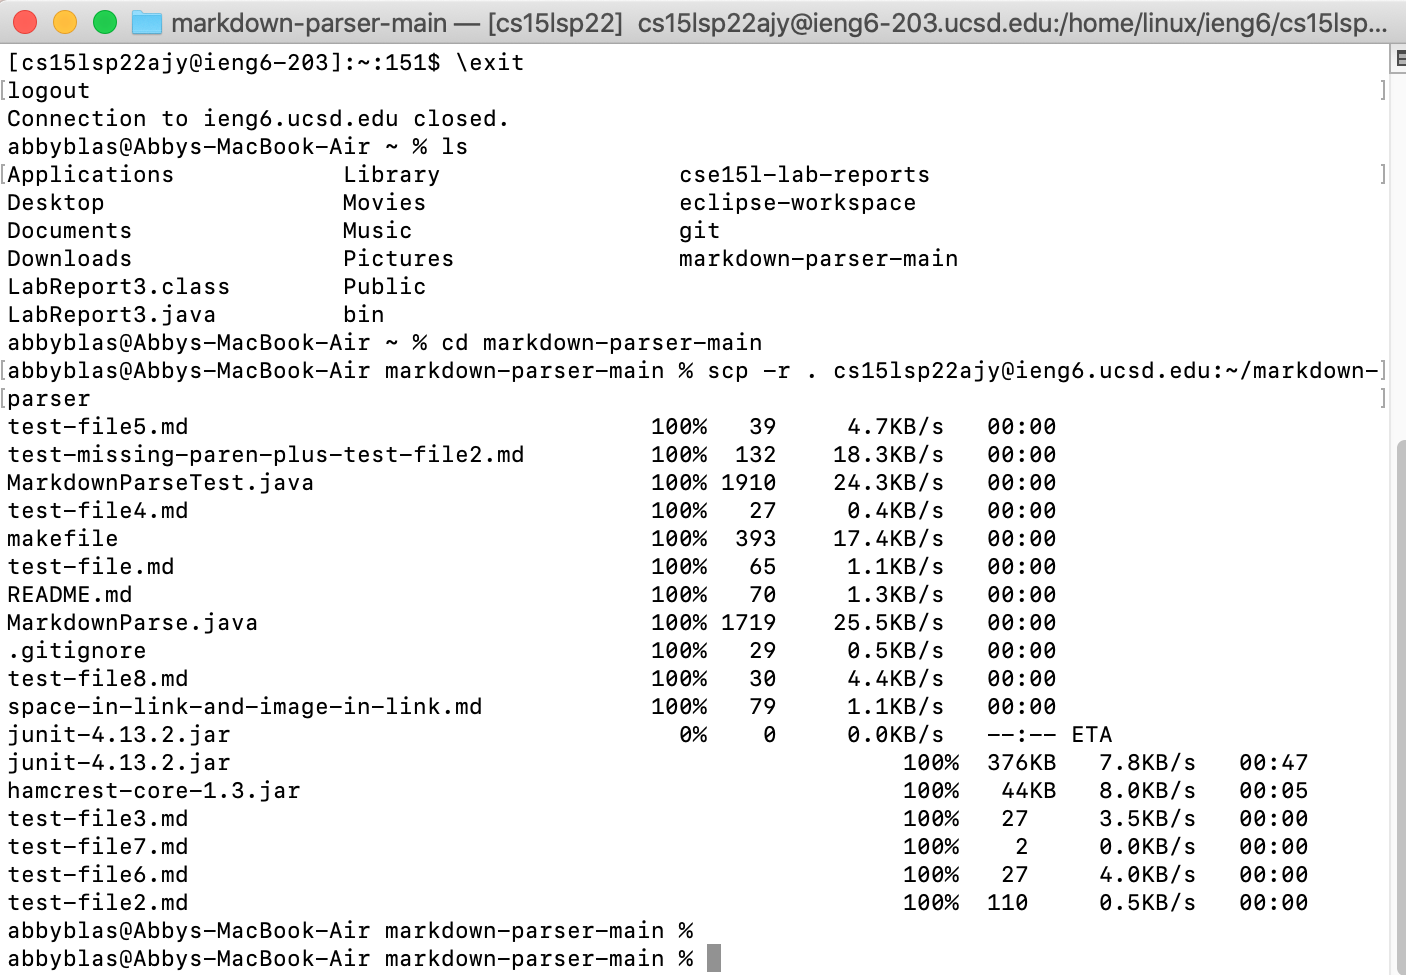 markdown-parser-main — [cs15lsp22] cs15lsp22ajy@ieng6-203.ucsd.edu:/home/linux/ieng6/cs15lsp...
[cs15lsp22ajy@ieng6-203]:~:151$ \exit
[logout ]
Connection to ieng6.ucsd.edu closed.
abbyblas@Abbys-MacBook-Air ~ % ls
[Applications Library cse15l-lab-reports ]
Desktop Movies eclipse-workspace
Documents Music git
Downloads Pictures markdown-parser-main
LabReport3.class Public
LabReport3.java bin
abbyblas@Abbys-MacBook-Air ~ % cd markdown-parser-main
[abbyblas@Abbys-MacBook-Air markdown-parser-main % scp -r . cs15lsp22ajy@ieng6.ucsd.edu:~/markdown-]
[parser ]
test-file5.md 100% 39 4.7KB/s 00:00
test-missing-paren-plus-test-file2.md 100% 132 18.3KB/s 00:00
MarkdownParseTest.java 100% 1910 24.3KB/s 00:00
test-file4.md 100% 27 0.4KB/s 00:00
makefile 100% 393 17.4KB/s 00:00
test-file.md 100% 65 1.1KB/s 00:00
README.md 100% 70 1.3KB/s 00:00
MarkdownParse.java 100% 1719 25.5KB/s 00:00
.gitignore 100% 29 0.5KB/s 00:00
test-file8.md 100% 30 4.4KB/s 00:00
space-in-link-and-image-in-link.md 100% 79 1.1KB/s 00:00
junit-4.13.2.jar 0% 0 0.0KB/s --:-- ETA
junit-4.13.2.jar 100% 376KB 7.8KB/s 00:47
hamcrest-core-1.3.jar 100% 44KB 8.0KB/s 00:05
test-file3.md 100% 27 3.5KB/s 00:00
test-file7.md 100% 2 0.0KB/s 00:00
test-file6.md 100% 27 4.0KB/s 00:00
test-file2.md 100% 110 0.5KB/s 00:00
abbyblas@Abbys-MacBook-Air markdown-parser-main %
abbyblas@Abbys-MacBook-Air markdown-parser-main %